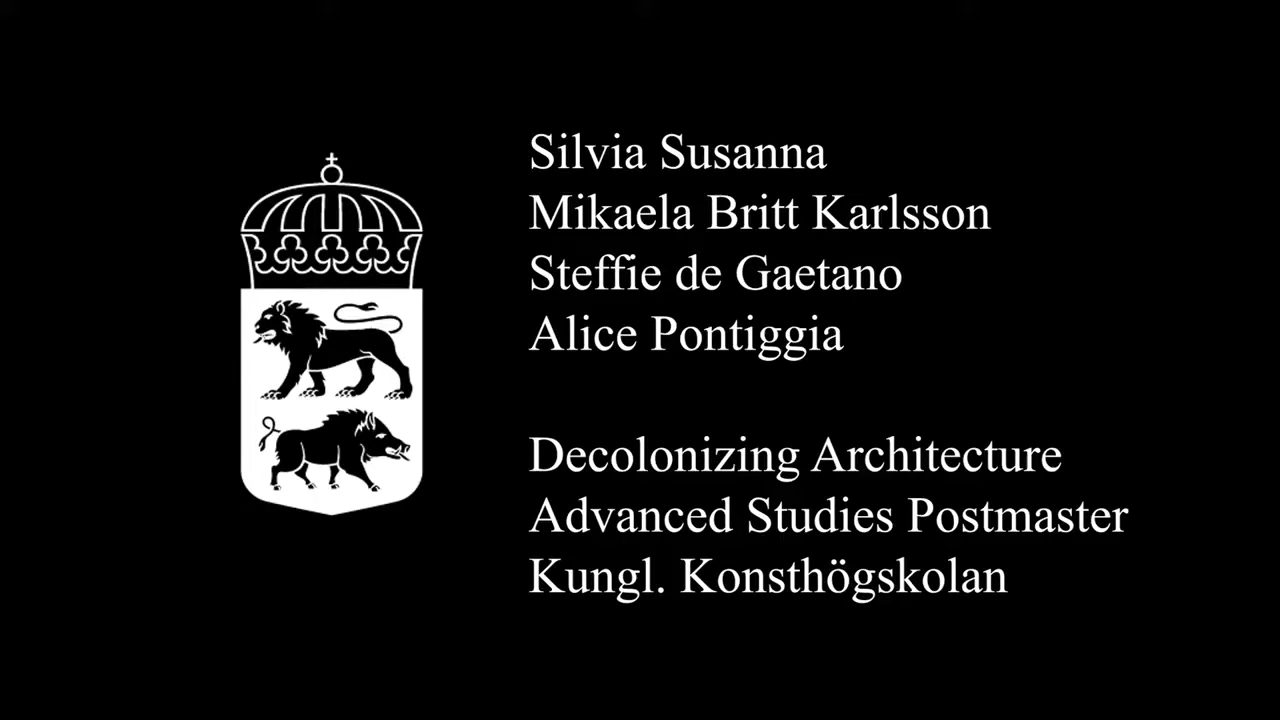 Silvia Susanna
Mikaela Britt Karlsson
Steffie de Gaetano
Alice Pontiggia
Decolonizing Architecture
Advanced Studies Postmaster
Kungl. Konsthögskolan